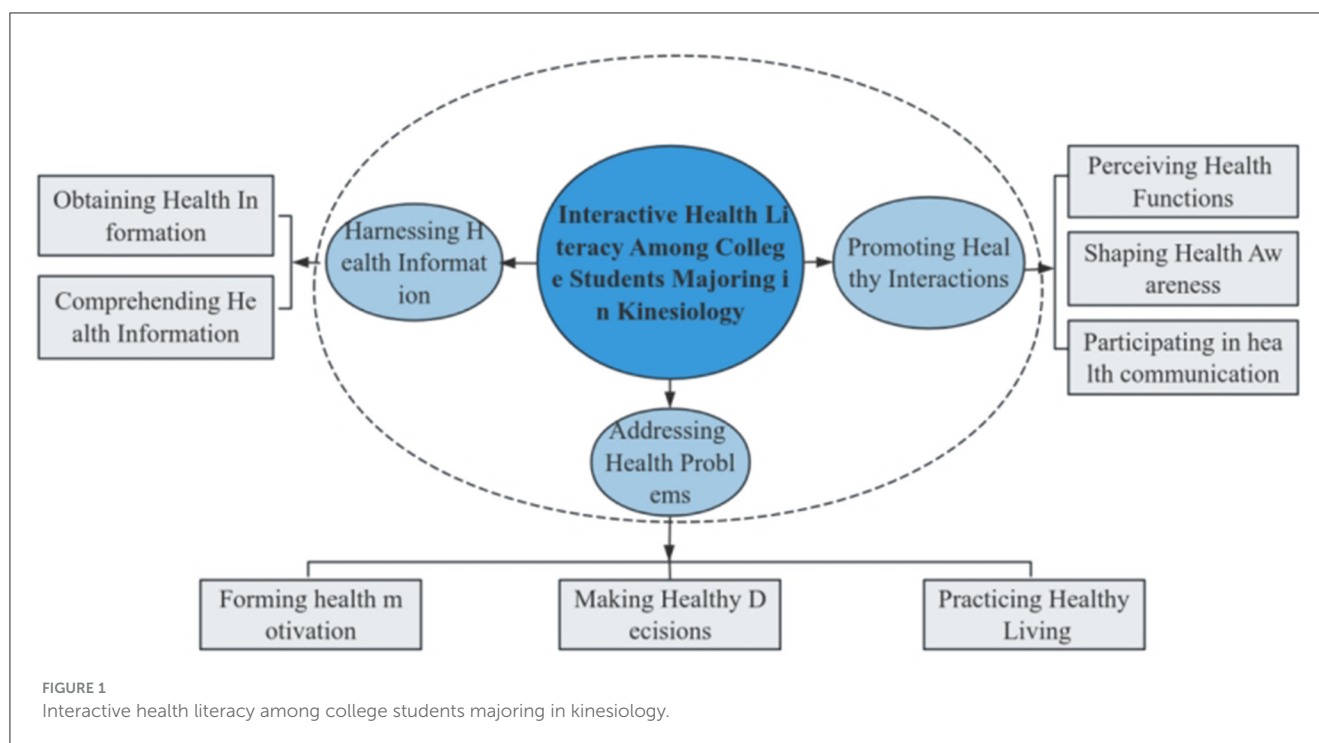 Obtaining Health In
formation
Comprehending He
alth Information
Harnessing H
ealth Informat
ion
Interactive Health Li
teracy Among Colleg
e Students Majoring i
n Kinesiology
Promoting Heal
thy Interactions
Perceiving Health
Functions
Shaping Health Aw
areness
Participating in hea
lth communication
Addressing
Health Probl
ems
Forming health m
otivation
Making Healthy D
ecisions
Practicing Healthy
Living
FIGURE 1
Interactive health literacy among college students majoring in kinesiology.